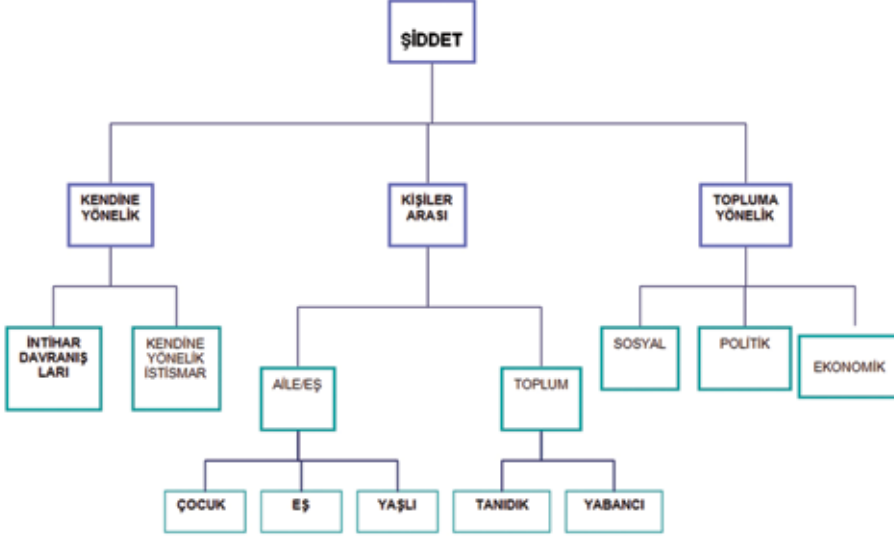 ŞİDDET
KENDİNE
YÖNELİK
KİŞİLER
ARASI
TOPLUMA
YÖNELİK
İNTİHAR
DAVRANIŞ
LARI
KENDİNE
YÖNELİK
İSTİSMAR
SOSYAL
POLİTİK
EKONOMİK
AİLE/EŞ
TOPLUM
ÇOCUK
EŞ
YAŞLI
TANIDIK
YABANCI